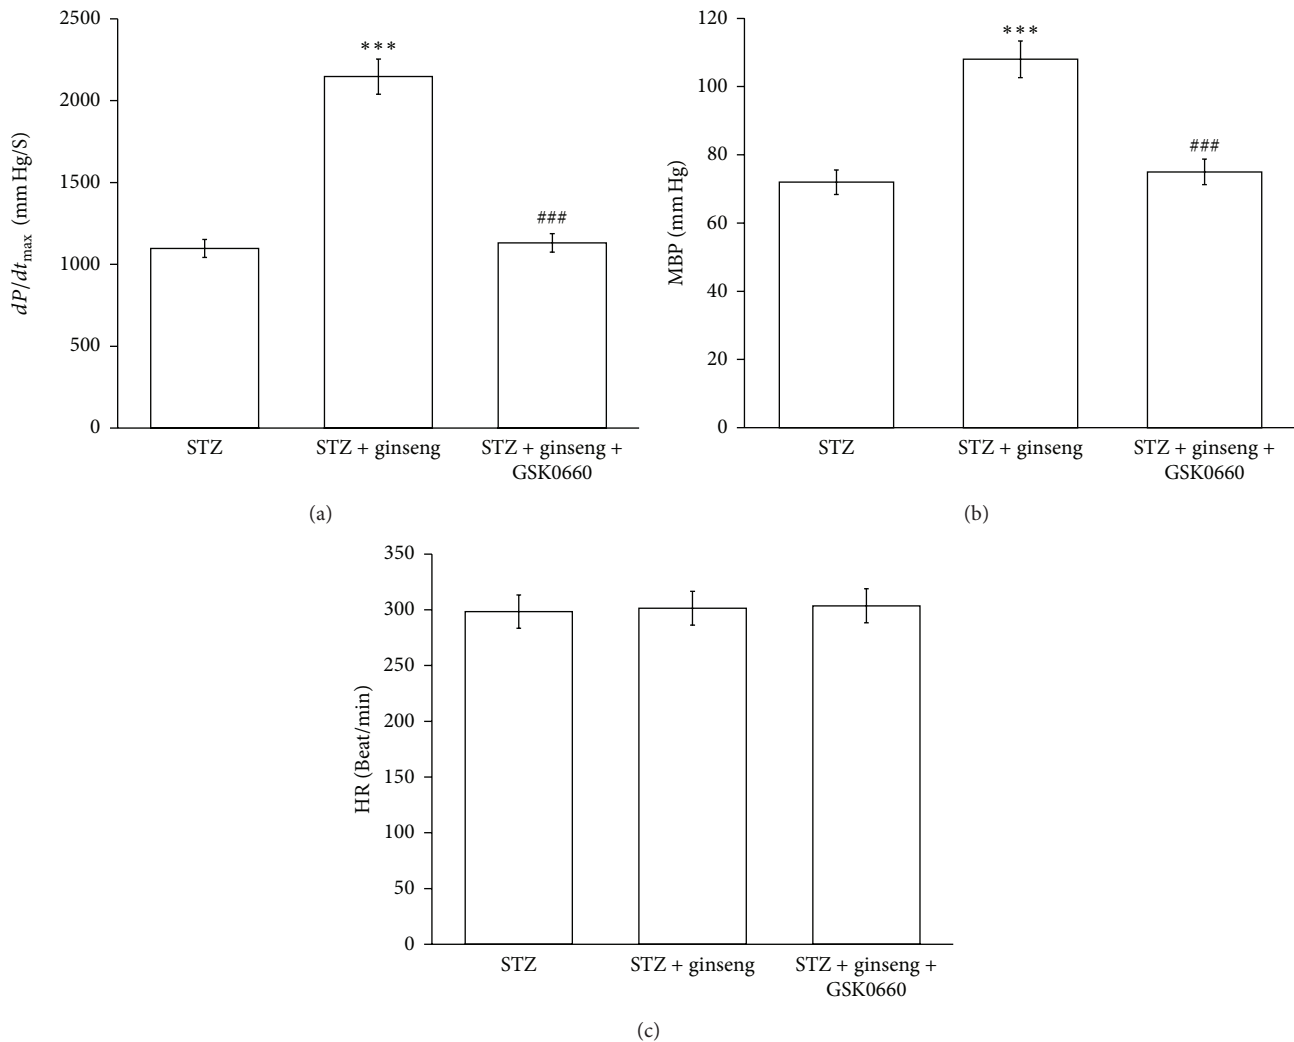 2500
2000
1500
1000
500
0
dP/dt_max (mm Hg/S)
***
###
STZ
STZ + ginseng
STZ + ginseng +
GSK0660
(a)
120
100
80
60
40
20
0
MBP (mm Hg)
***
###
STZ
STZ + ginseng
STZ + ginseng +
GSK0660
(b)
350
300
250
200
150
100
50
0
HR (Beat/min)
STZ
STZ + ginseng
STZ + ginseng +
GSK0660
(c)